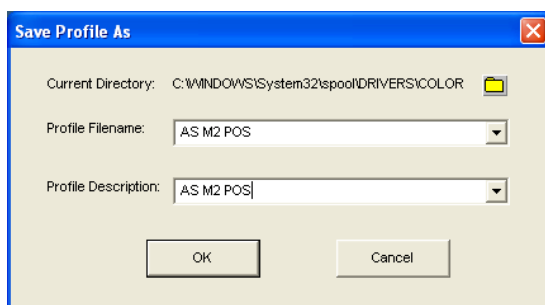 Save Profile As
Current Directory: C:\WINDOWS\System32\spool\DRIVERS\COLOR
Profile Filename: AS M2 POS
Profile Description: AS M2 POS
OK Cancel